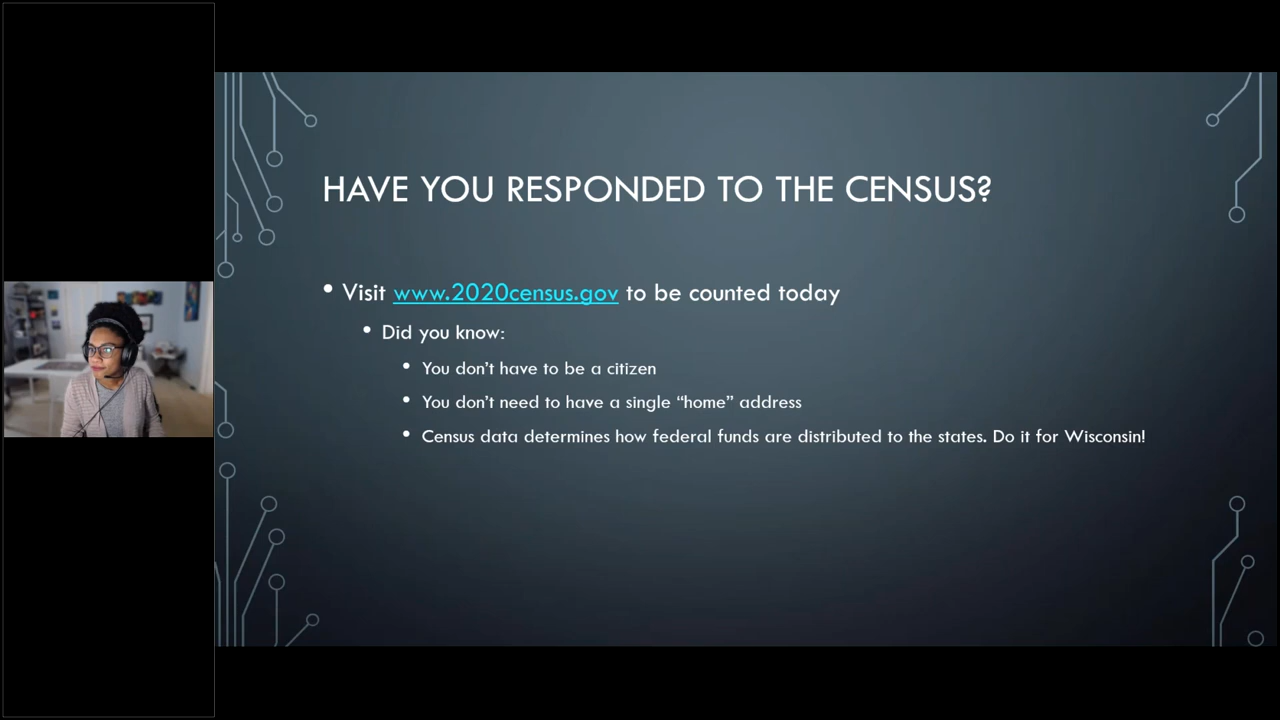 HAVE YOU RESPONDED TO THE CENSUS?
• Visit www.2020census.gov to be counted today
• Did you know:
• You don’t have to be a citizen
• You don’t need to have a single “home” address
• Census data determines how federal funds are distributed to the states. Do it for Wisconsin!